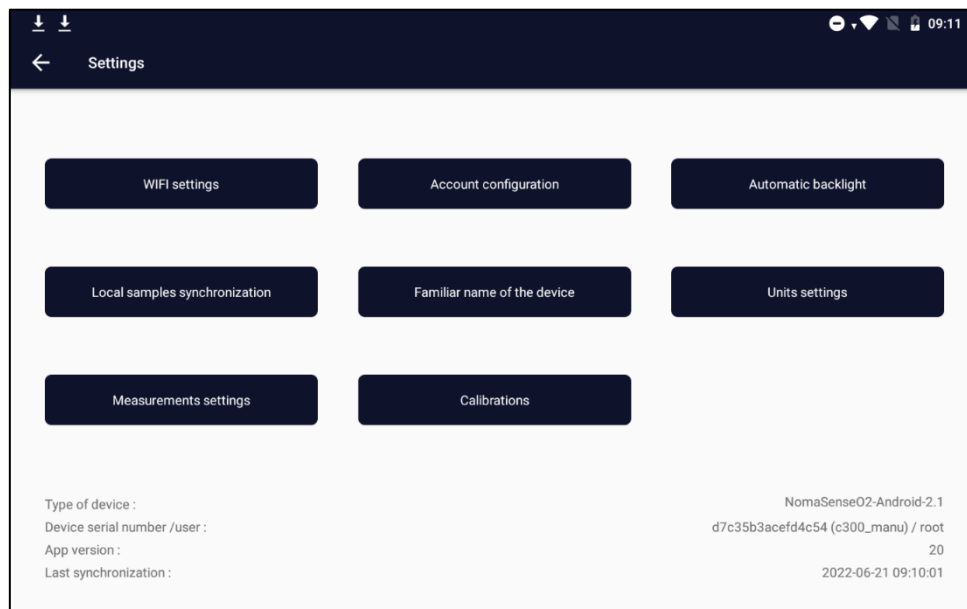 09:11
Settings
WIFI settings Account configuration Automatic backlight
Local samples synchronization Familiar name of the device Units settings
Measurements settings Calibrations
Type of device : NomaSenseO2-Android-2.1
Device serial number /user : d7c35b3acefd4c54 (c300_manu) / root
App version : 20
Last synchronization : 2022-06-21 09:10:01